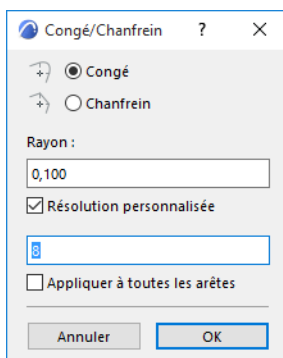 Congé/Chanfrein ?
Congé
Chanfrein
Rayon :
0,100
Résolution personnalisée
8
Appliquer à toutes les arêtes
Annuler OK